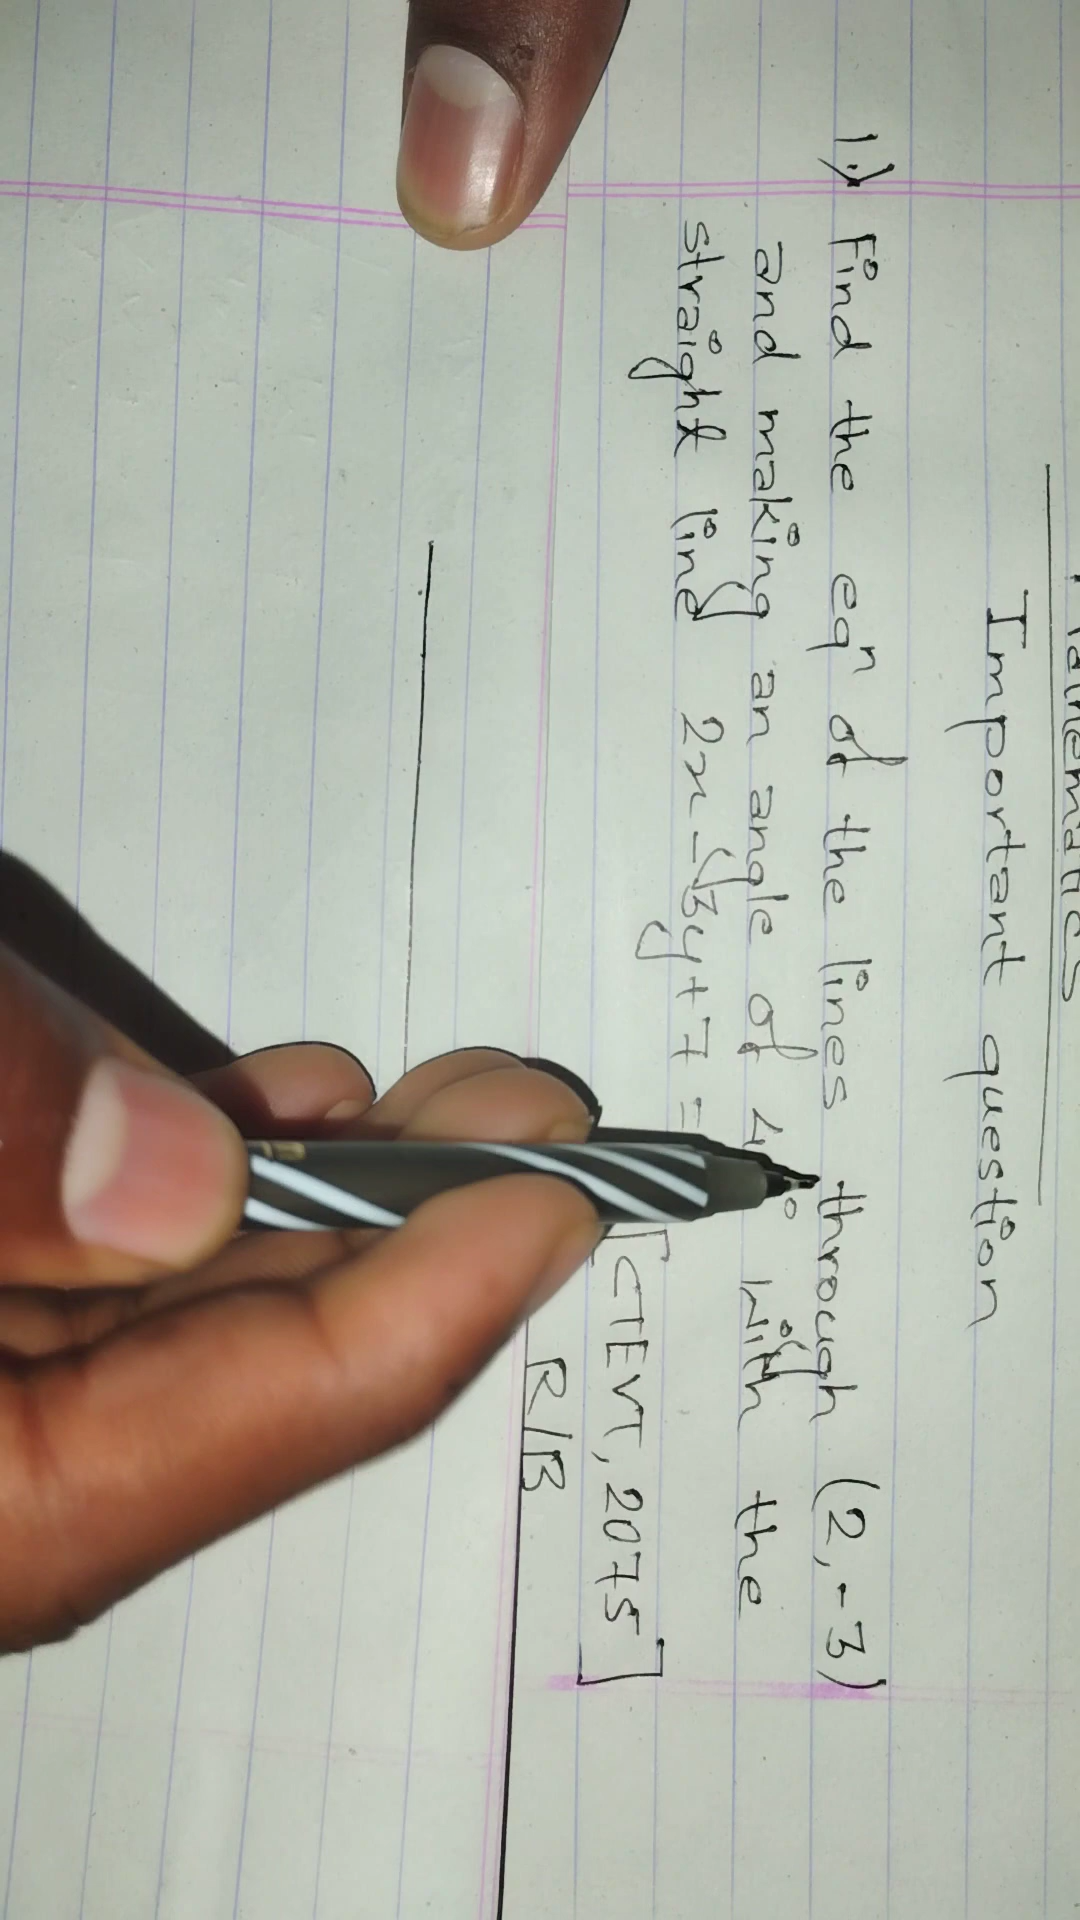 Important question
1.) Find the eqn of the lines through (2,-3)
and making an angle of 4 ° with the
straight line 2x-3y+7=
[CTEVT, 2075]
R/B